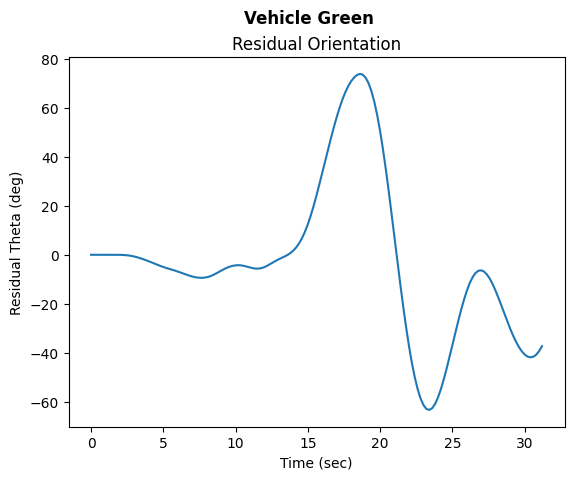 Vehicle Green
Residual Orientation
80
60
40
20
0
−20
−40
−60
Residual Theta (deg)
0 5 10 15 20 25 30
Time (sec)